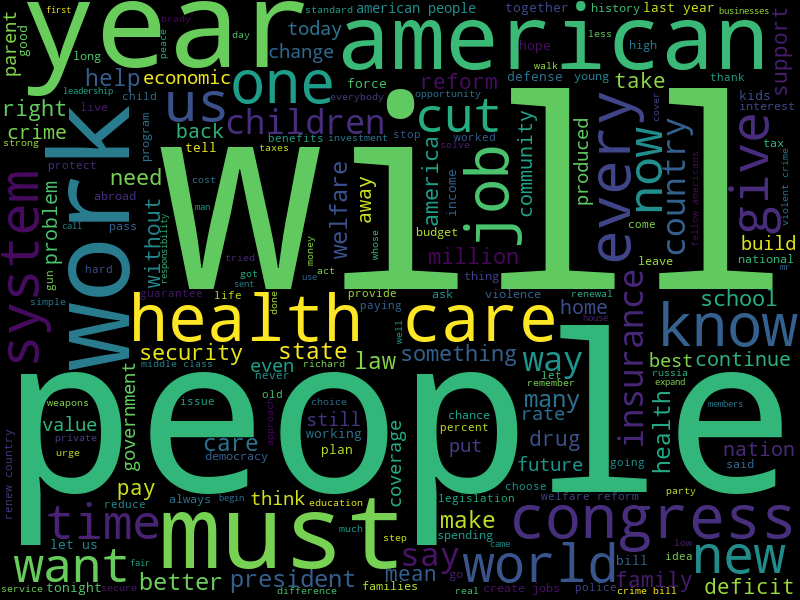 year
american
will
people
health care
must
work
congress
world
one
us
job
cut
every
now
know
give
new
want
time
say
system
way
children
country
insurance
american people
together
history
last year
standard
businesses
first
brady
peace
day
today
change
parent
good
long
help
economic
force
hope
less
high
walk
thank
support
reform
defense
young
take
leadership
live
child
right
crime
strong
program
back
benefits
investment
stop
worked
opportunity
everybody
solve
cover
kids
interest
tax
violent crime
fellow americans
protect
tell
taxes
need
cost
man
problem
abroad
pass
call
gun
hard
simple
without
responsibility
welfare
away
whose
budget
america
income
community
produced
come
leave
national
mr
build
million
thing
tried
got
sent
use
money
act
guarantee
life
done
provide
ask
violence
renewal
home
house
school
paying
well
security
state
law
something
even
middle class
never
richard
let
remember
best
continue
russia
expand
weapons
value
private
urge
government
issue
old
choice
care
democracy
approach
still
working
plan
coverage
chance
percent
put
many
rate
drug
future
going
health
nation
said
members
renew country
pay
reduce
always
begin
think
education
much
step
legislation
choose
welfare reform
party
spending
make
came
let us
fair
service
tonight
secure
better
president
difference
families
mean
go
real
create jobs
bill
police
idea
low
family
crime bill
deficit